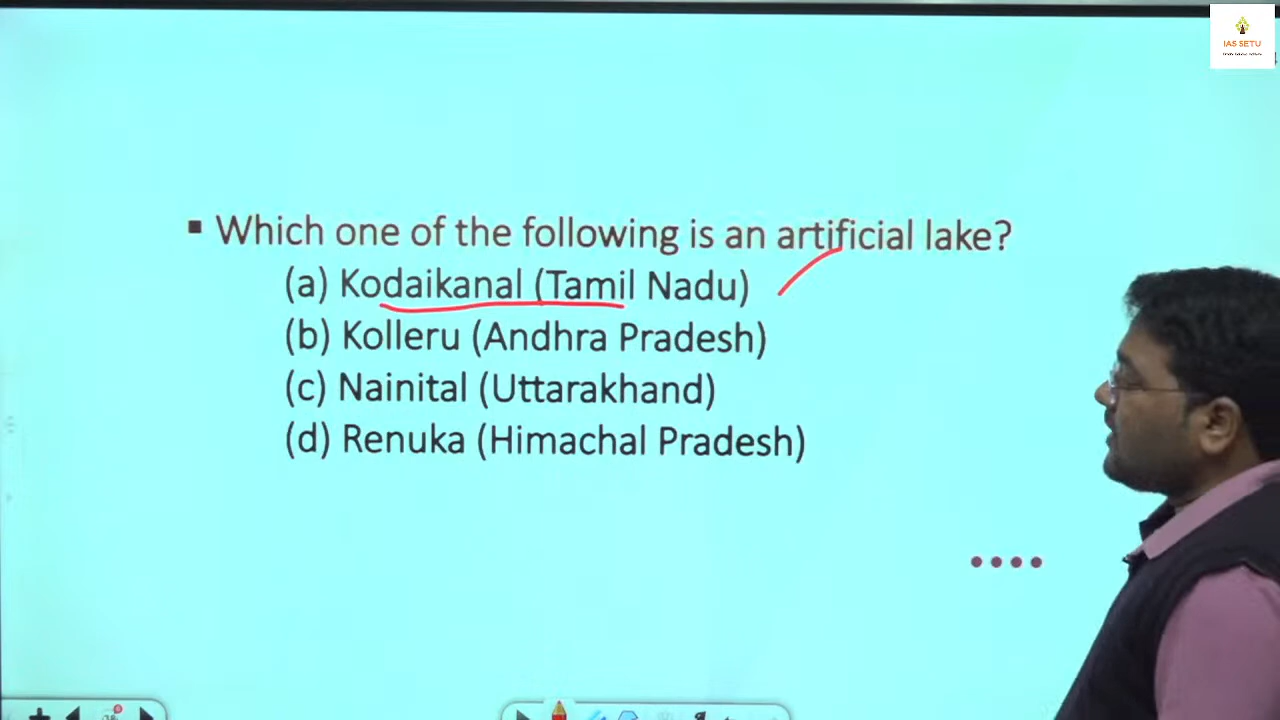 IAS SETU
▪ Which one of the following is an artificial lake?
(a) Kodaikanal (Tamil Nadu)
(b) Kolleru (Andhra Pradesh)
(c) Nainital (Uttarakhand)
(d) Renuka (Himachal Pradesh)